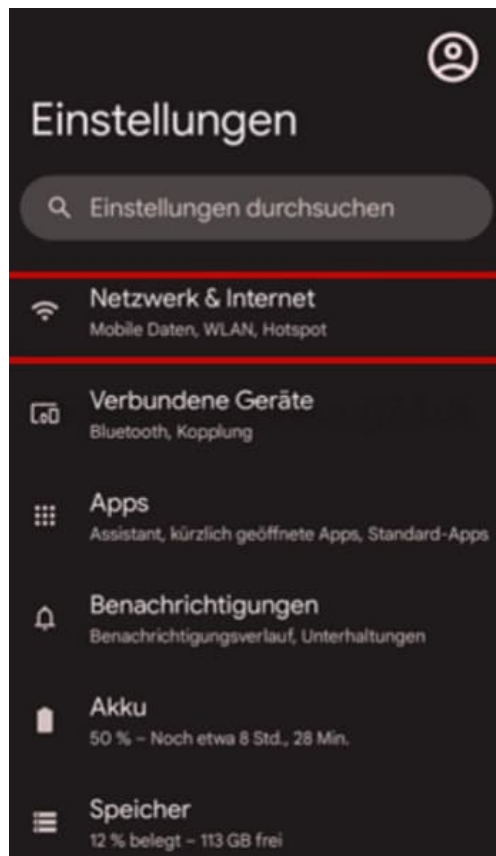 Einstellungen
Einstellungen durchsuchen
Netzwerk & Internet
Mobile Daten, WLAN, Hotspot
Verbundene Geräte
Bluetooth, Kopplung
Apps
Assistant, kürzlich geöffnete Apps, Standard-Apps
Benachrichtigungen
Benachrichtigungsverlauf, Unterhaltungen
Akku
50 % – Noch etwa 8 Std., 28 Min.
Speicher
12 % belegt – 113 GB frei